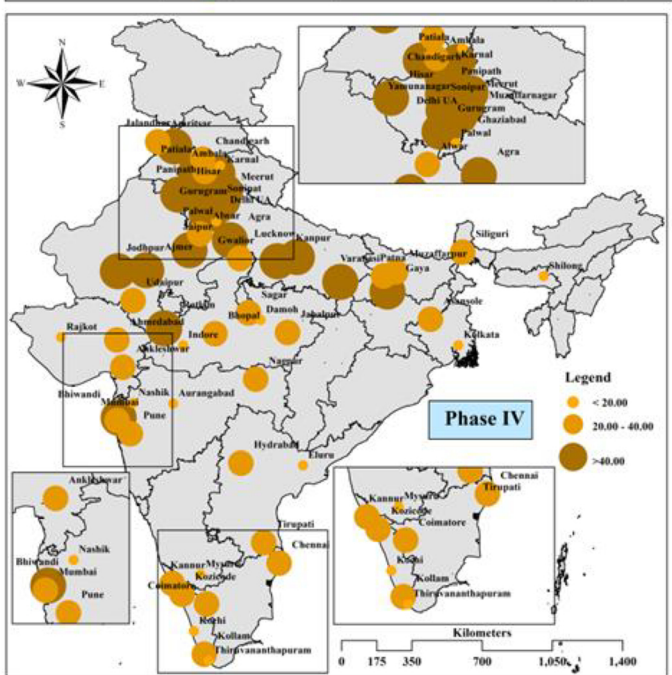 N
W E
S
Patiala Ambala
Karnal
Chandigarh
Panipath
Hisar
Meerut
Yamunanagar Sonipat
Muzaffarnagar
Delhi UA
Gurugram
Ghaziabad
Palwal
Alwar
Agra
Jalandhar Amritsar
Chandigarh
Patiala Ambala
Karnal
Panipath Hisar
Meerut
Gurugram Sonipat
Delhi UA
Palwal Alwar Agra
Jaipur
Lucknow
Kanpur
Jodhpur Ajmer Gwalior
Siliguri
Varanasi Patna Muzaffarpur
Gaya
Shilong
Udaipur
Sagar
Damoh
Asansole
Ahmedabad
Bhopal Jabalpur
Rajkot
Indore
Kolkata
Ankleshwar
Nagpur
Legend
< 20.00
20.00 - 40.00
>40.00
Bhiwandi
Nashik
Aurangabad
Mumbai
Pune
Phase IV
Hydrabad
Eluru
Ankleshwar
Nashik
Bhiwandi
Mumbai
Pune
Tirupati
Chennai
Kannur Mysuru
Kozicode
Coimatore
Kochi
Kollam
Thiruvananthapuram
Chennai
Tirupati
Kannur Mysuru
Kozicode
Coimatore
Kochi
Kollam
Thiruvananthapuram
Kilometers
0 175 350 700 1,050 1,400